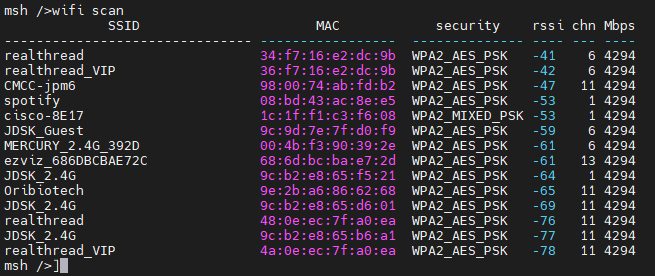 msh />wifi scan
SSID MAC security rssi chn Mbps
------------------------------- ----------------- -------------- ---- --- ----
realthread 34:f7:16:e2:dc:9b WPA2_AES_PSK -41 6 4294
realthread_VIP 36:f7:16:e2:dc:9b WPA2_AES_PSK -42 6 4294
CMCC-jpm6 98:00:74:ab:fd:b2 WPA2_AES_PSK -47 11 4294
spotify 08:bd:43:ac:8e:e5 WPA2_AES_PSK -53 1 4294
cisco-8E17 1c:1f:f1:c3:f6:08 WPA2_MIXED_PSK -53 1 4294
JDSK_Guest 9c:9d:7e:7f:d0:f9 WPA2_AES_PSK -59 6 4294
MERCURY_2.4G_392D 00:4b:f3:90:39:2e WPA2_AES_PSK -61 6 4294
ezviz_686DBCBAE72C 68:6d:bc:ba:e7:2d WPA2_AES_PSK -61 13 4294
JDSK_2.4G 9c:b2:e8:65:f5:21 WPA2_AES_PSK -64 1 4294
Oribiotech 9e:2b:a6:86:62:68 WPA2_AES_PSK -65 11 4294
JDSK_2.4G 9c:b2:e8:65:d6:01 WPA2_AES_PSK -69 11 4294
realthread 48:0e:ec:7f:a0:ea WPA2_AES_PSK -76 11 4294
JDSK_2.4G 9c:b2:e8:65:b6:a1 WPA2_AES_PSK -77 11 4294
realthread_VIP 4a:0e:ec:7f:a0:ea WPA2_AES_PSK -78 11 4294
msh />]